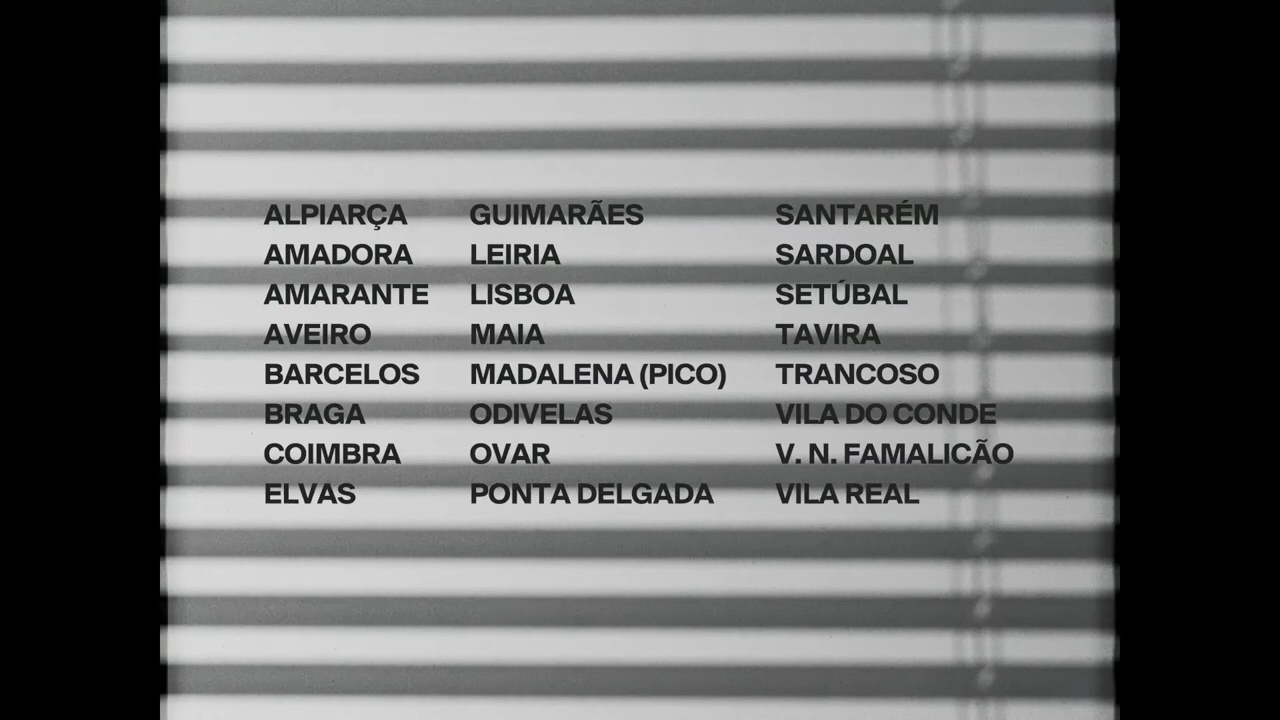 ALPIARÇA
AMADORA
AMARANTE
AVEIRO
BARCELOS
BRAGA
COIMBRA
ELVAS
GUIMARÃES
LEIRIA
LISBOA
MAIA
MADALENA (PICO)
ODIVELAS
OVAR
PONTA DELGADA
SANTARÉM
SARDOAL
SETÚBAL
TAVIRA
TRANCOSO
VILA DO CONDE
V. N. FAMALICÃO
VILA REAL